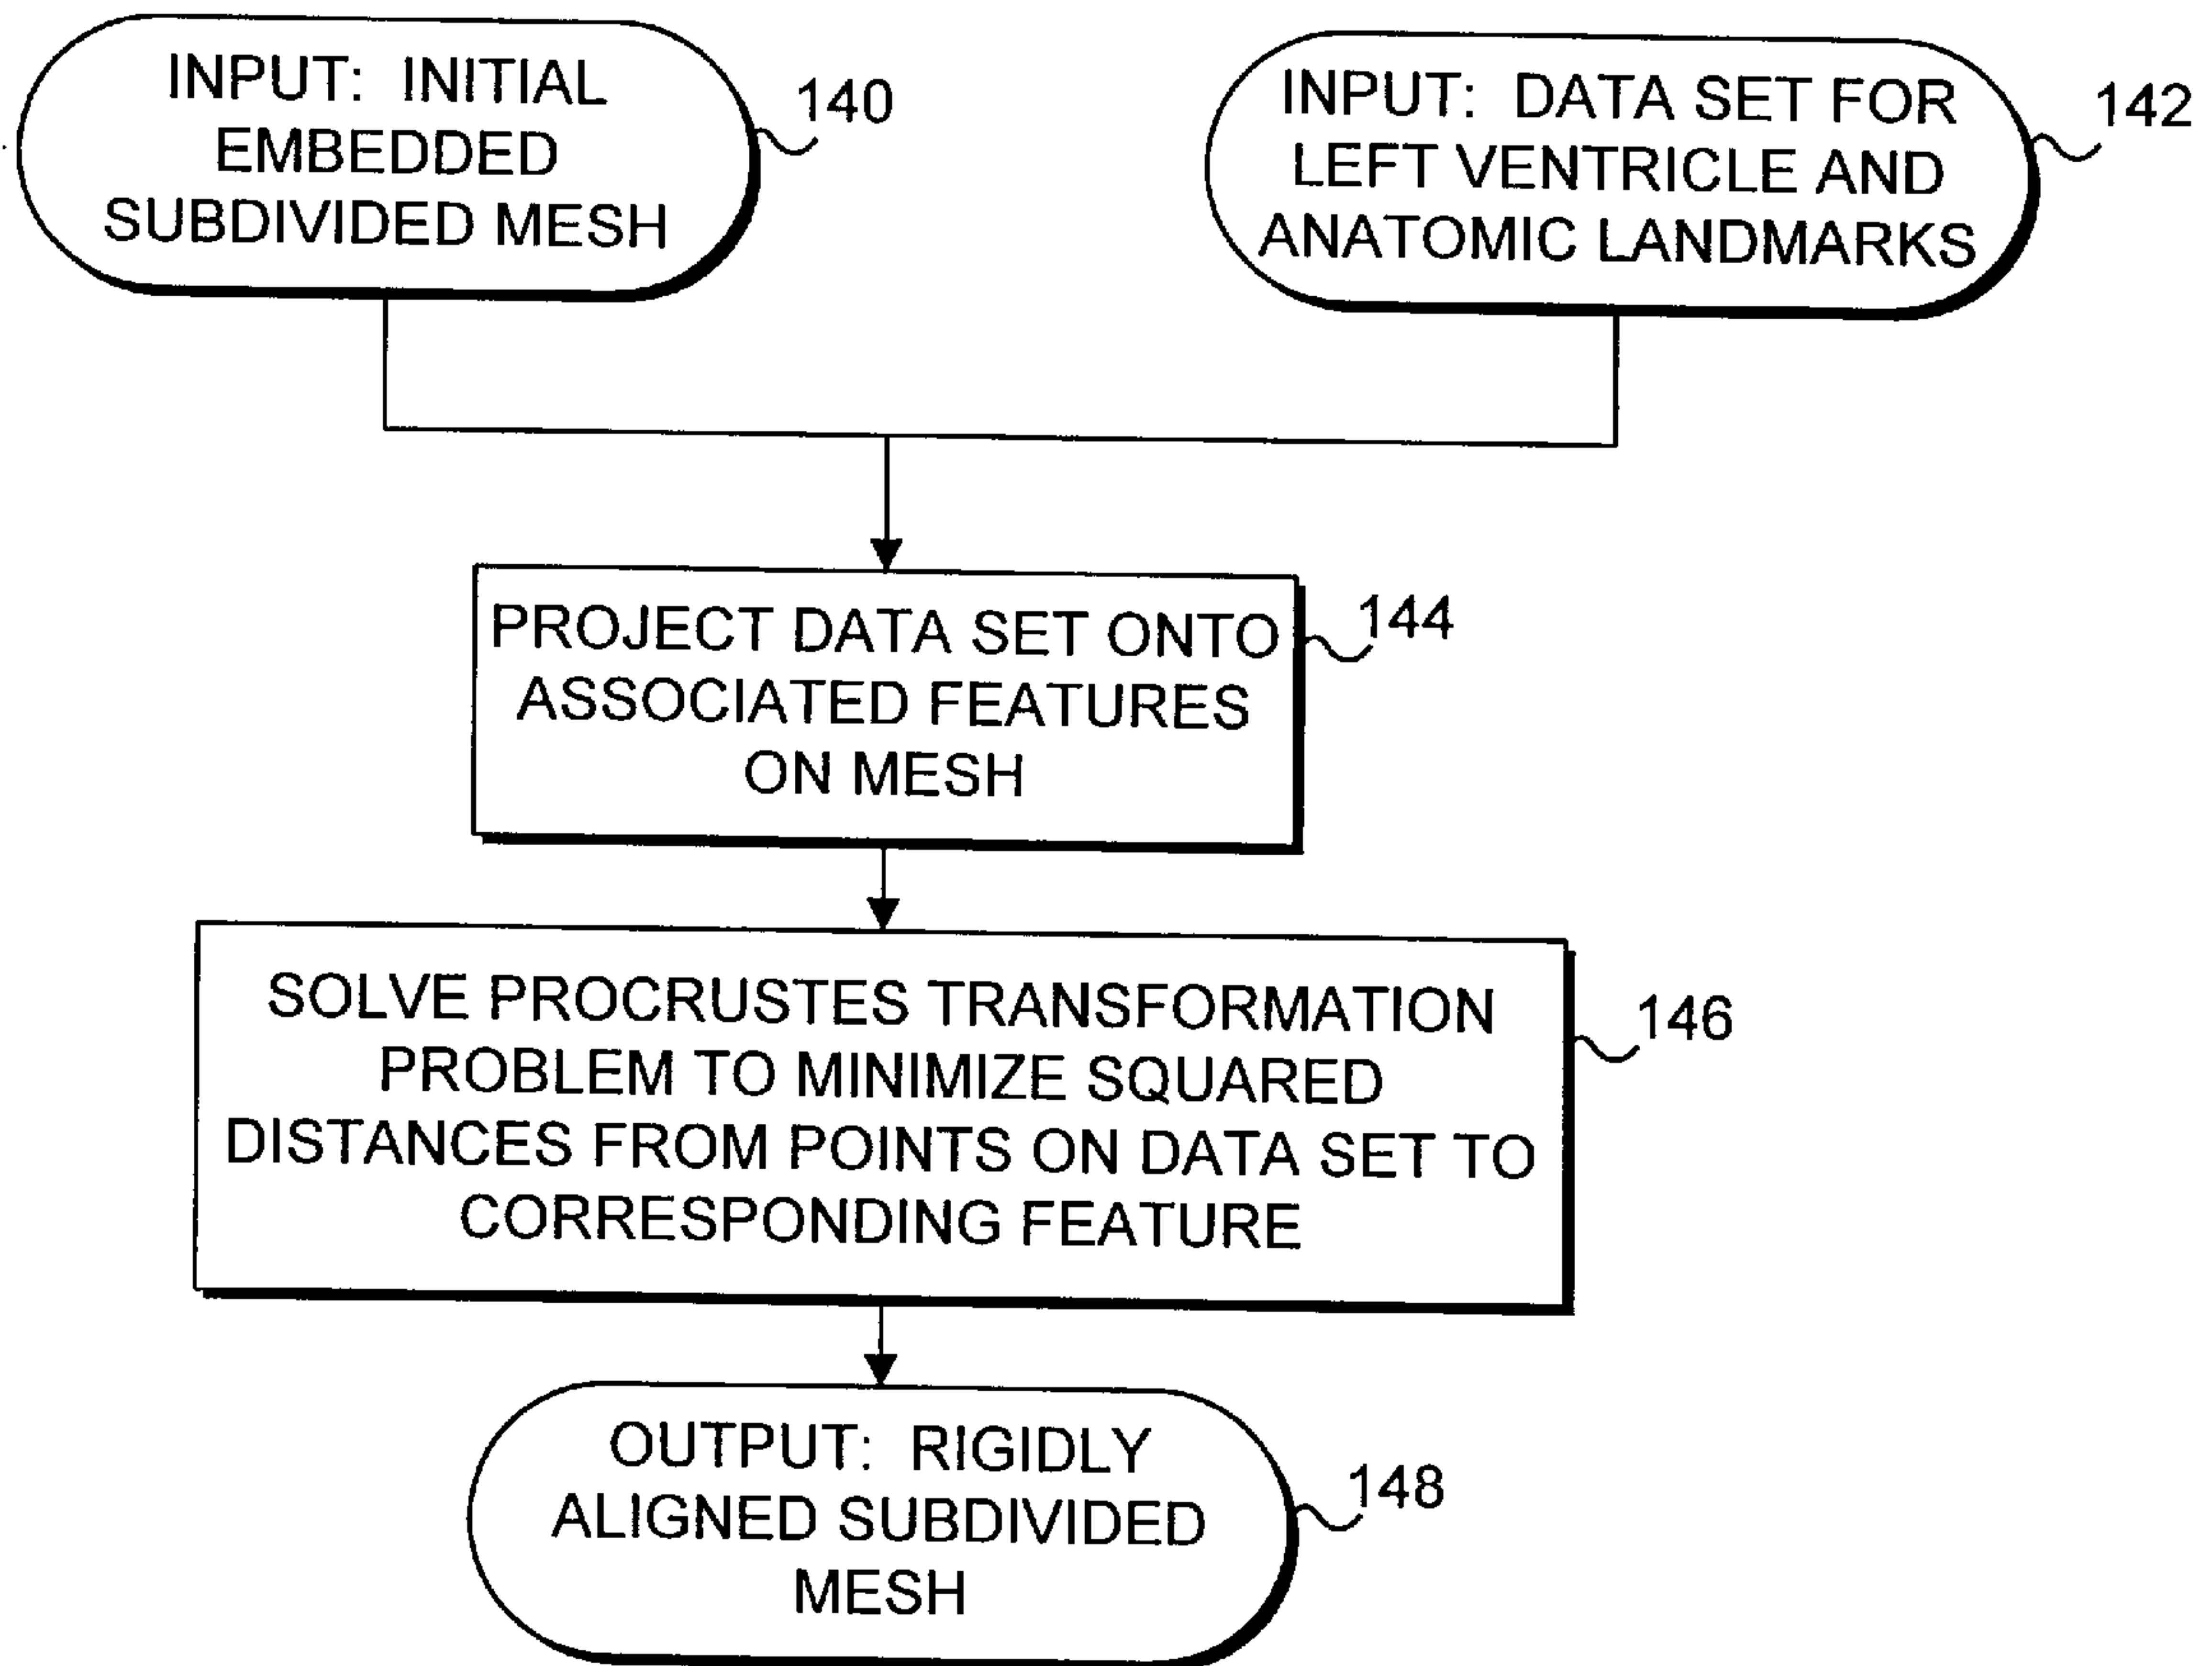 INPUT: INITIAL
EMBEDDED
SUBDIVIDED MESH
140
INPUT: DATA SET FOR
LEFT VENTRICLE AND
ANATOMIC LANDMARKS
142
PROJECT DATA SET ONTO
ASSOCIATED FEATURES
ON MESH
144
SOLVE PROCRUSTES TRANSFORMATION
PROBLEM TO MINIMIZE SQUARED
DISTANCES FROM POINTS ON DATA SET TO
CORRESPONDING FEATURE
146
OUTPUT: RIGIDLY
ALIGNED SUBDIVIDED
MESH
148